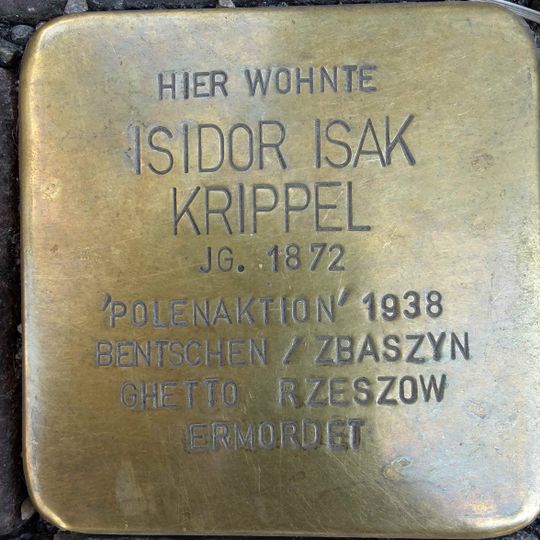 HIER WOHNTE
ISIDOR ISAK
KRIPPEL
JG. 1872
'POLENAKTION' 1938
BENTSCHEN / ZBASZYN
GHETTO RZESZOW
ERMORDET